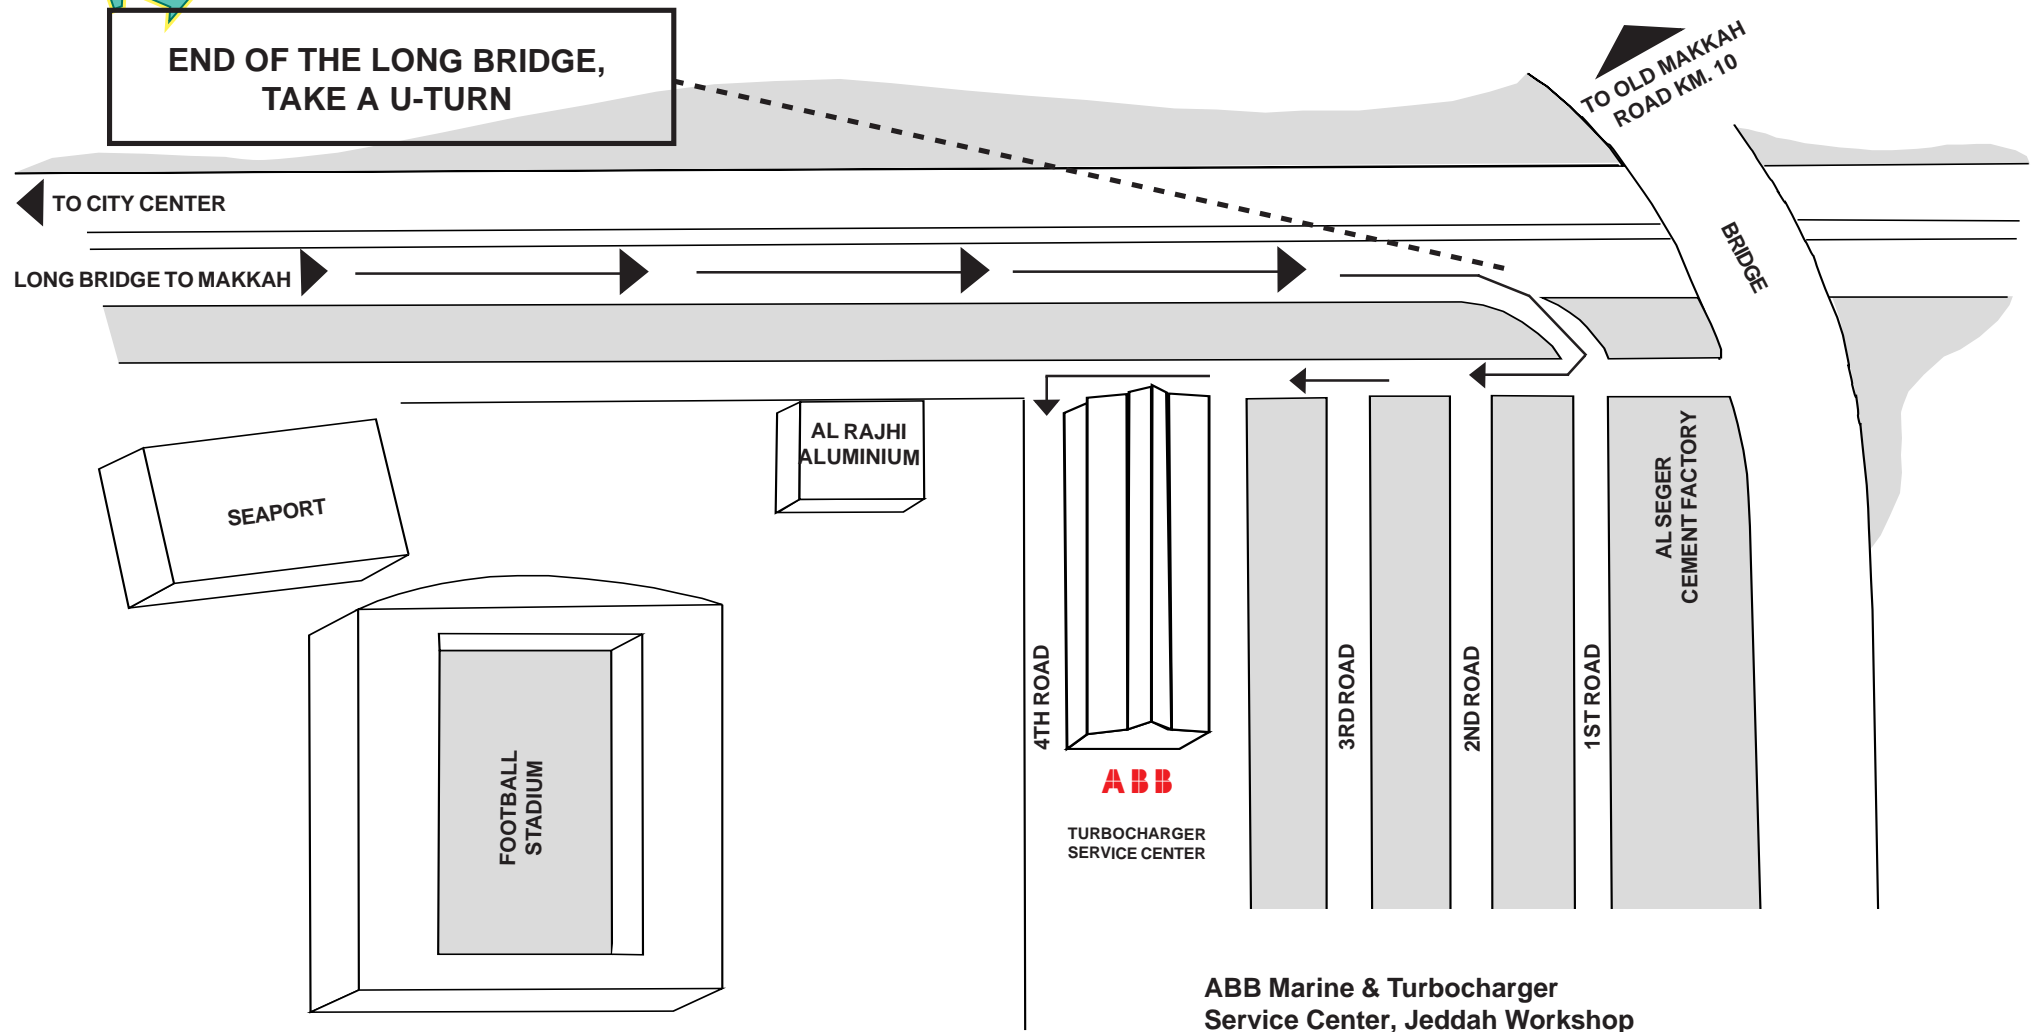 END OF THE LONG BRIDGE,
TAKE A U-TURN
TO OLD MAKKAH
ROAD KM. 10
TO CITY CENTER
BRIDGE
LONG BRIDGE TO MAKKAH
AL RAJHI
ALUMINIUM
SEAPORT
AL SEGER
CEMENT FACTORY
4TH ROAD
3RD ROAD
2ND ROAD
1ST ROAD
FOOTBALL
STADIUM
ABB
TURBOCHARGER
SERVICE CENTER
ABB Marine & Turbocharger
Service Center, Jeddah Workshop